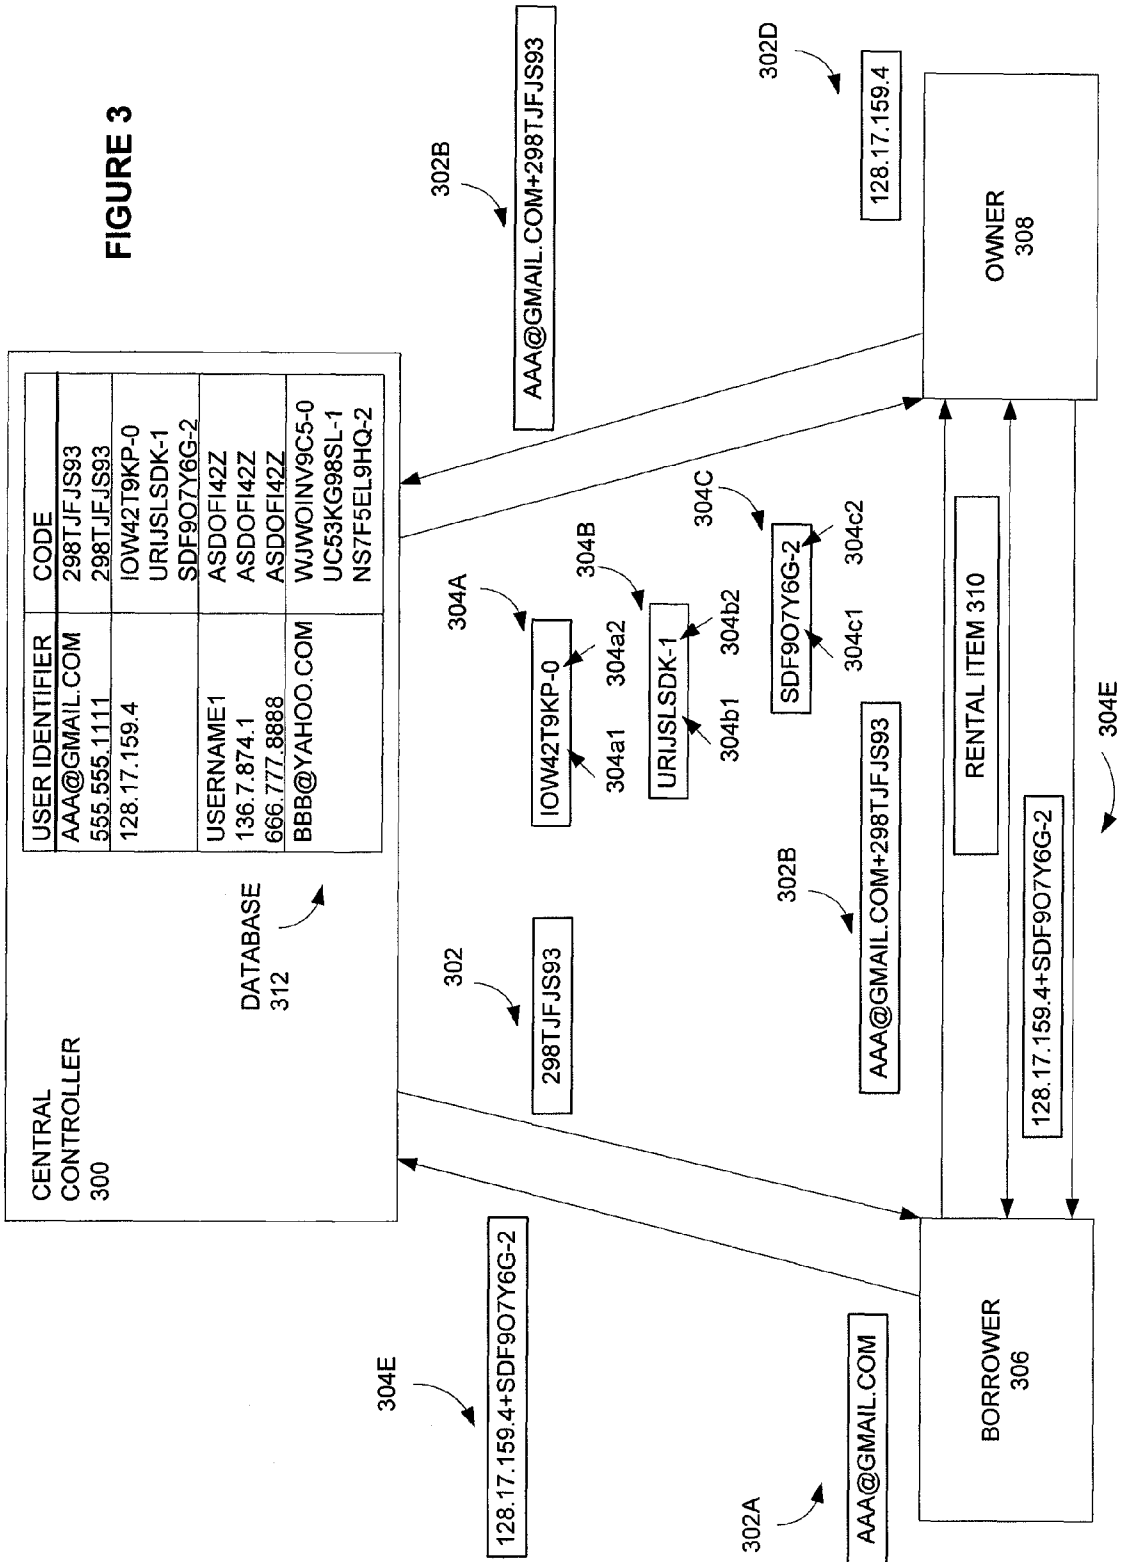 FIGURE 3
CENTRAL
CONTROLLER
300
DATABASE
312
USER IDENTIFIER CODE
AAA@GMAIL.COM 298TJFJS93
555.555.1111 298TJFJS93
128.17.159.4 IOW42T9KP-0
URIJSLSDK-1
SDF9O7Y6G-2
USERNAME1 ASDOFI42Z
136.7.874.1 ASDOFI42Z
666.777.8888 ASDOFI42Z
BBB@YAHOO.COM WJWOINV9C5-0
UC53KG98SL-1
NS7F5EL9HQ-2
304E
128.17.159.4+SDF9O7Y6G-2
302
298TJFJS93
304A
IOW42T9KP-0
304a1 304a2
304B
URIJSLSDK-1
304b1 304b2
304C
SDF9O7Y6G-2
304c1 304c2
302B
AAA@GMAIL.COM+298TJFJS93
302A
AAA@GMAIL.COM
302B
AAA@GMAIL.COM+298TJFJS93
302D
128.17.159.4
BORROWER
306
RENTAL ITEM 310
128.17.159.4+SDF9O7Y6G-2
304E
OWNER
308